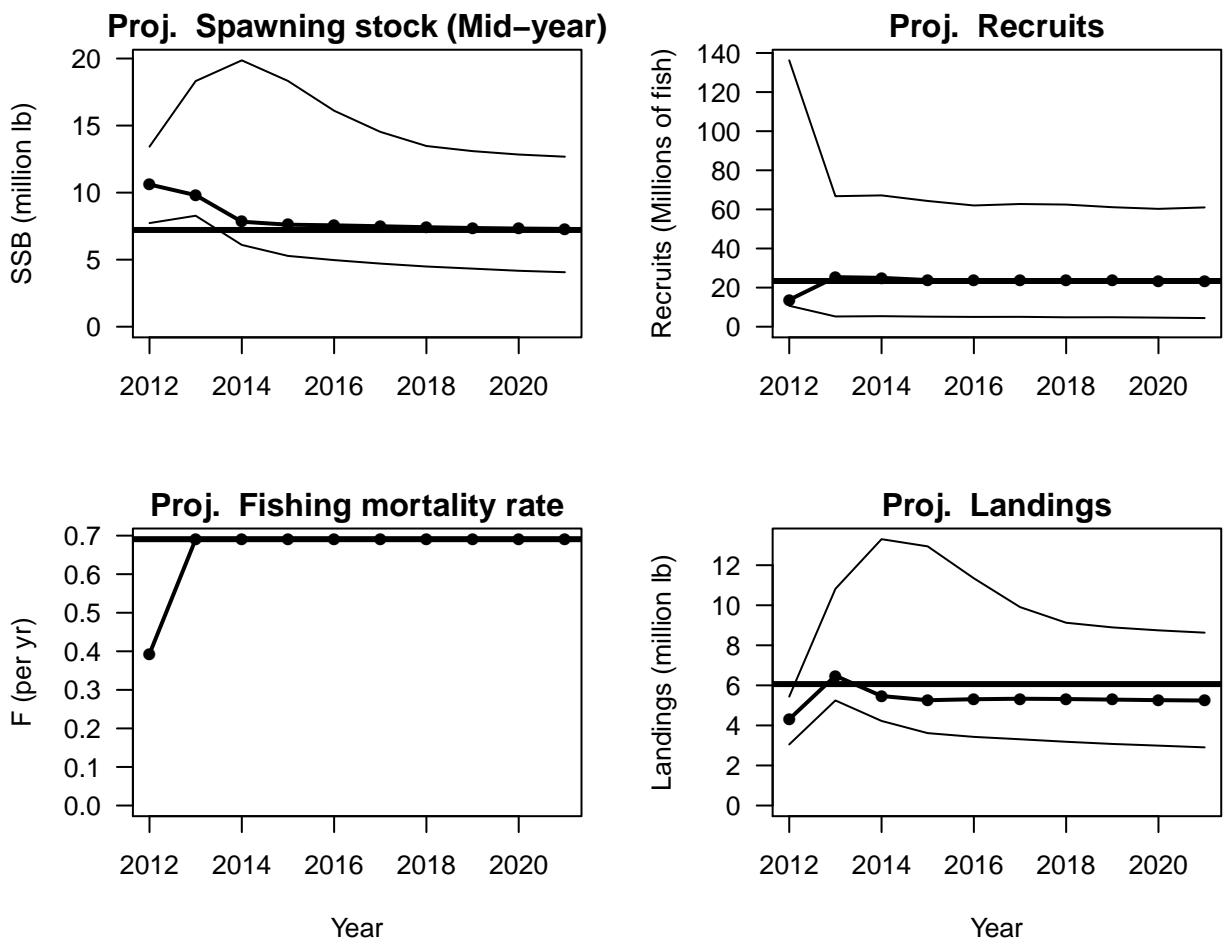 Proj.  Spawning stock (Mid−year)
SSB (million lb)
20
15
10
5
0
2012 2014 2016 2018 2020
Proj.  Recruits
Recruits (Millions of fish)
140
120
100
80
60
40
20
0
2012 2014 2016 2018 2020
Proj.  Fishing mortality rate
F (per yr)
0.7
0.6
0.5
0.4
0.3
0.2
0.1
0.0
2012 2014 2016 2018 2020
Year
Proj.  Landings
Landings (million lb)
12
10
8
6
4
2
0
2012 2014 2016 2018 2020
Year